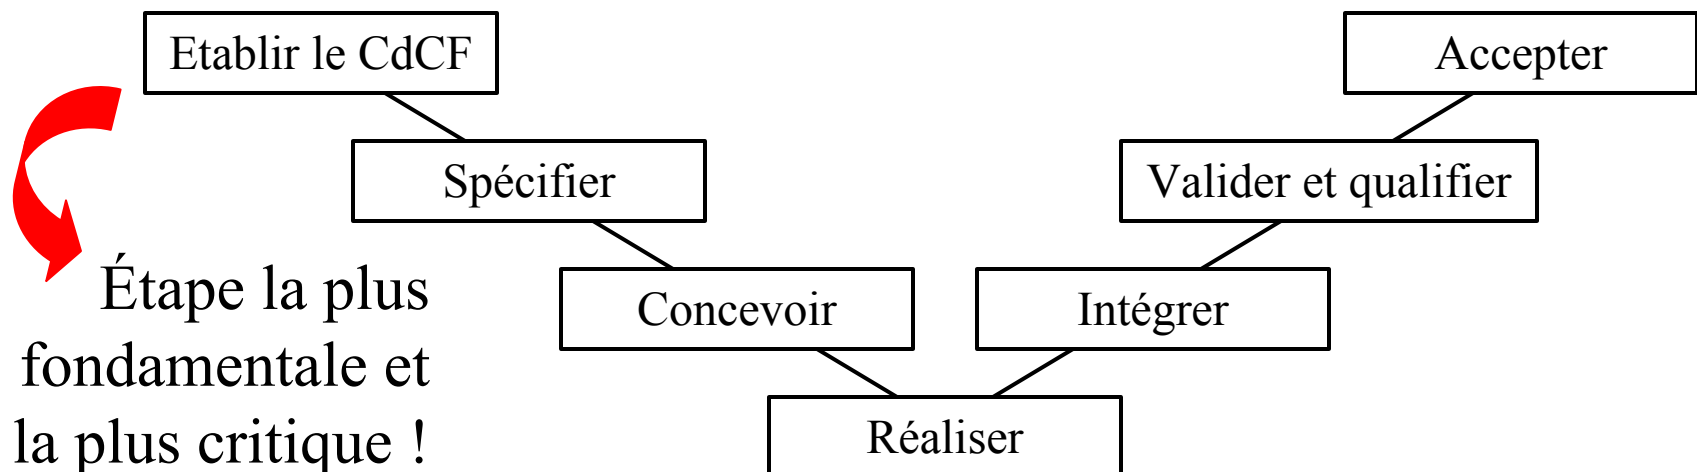 Etablir le CdCF
Accepter
Spécifier
Valider et qualifier
Étape la plus
fondamentale et
la plus critique !
Concevoir
Intégrer
Réaliser